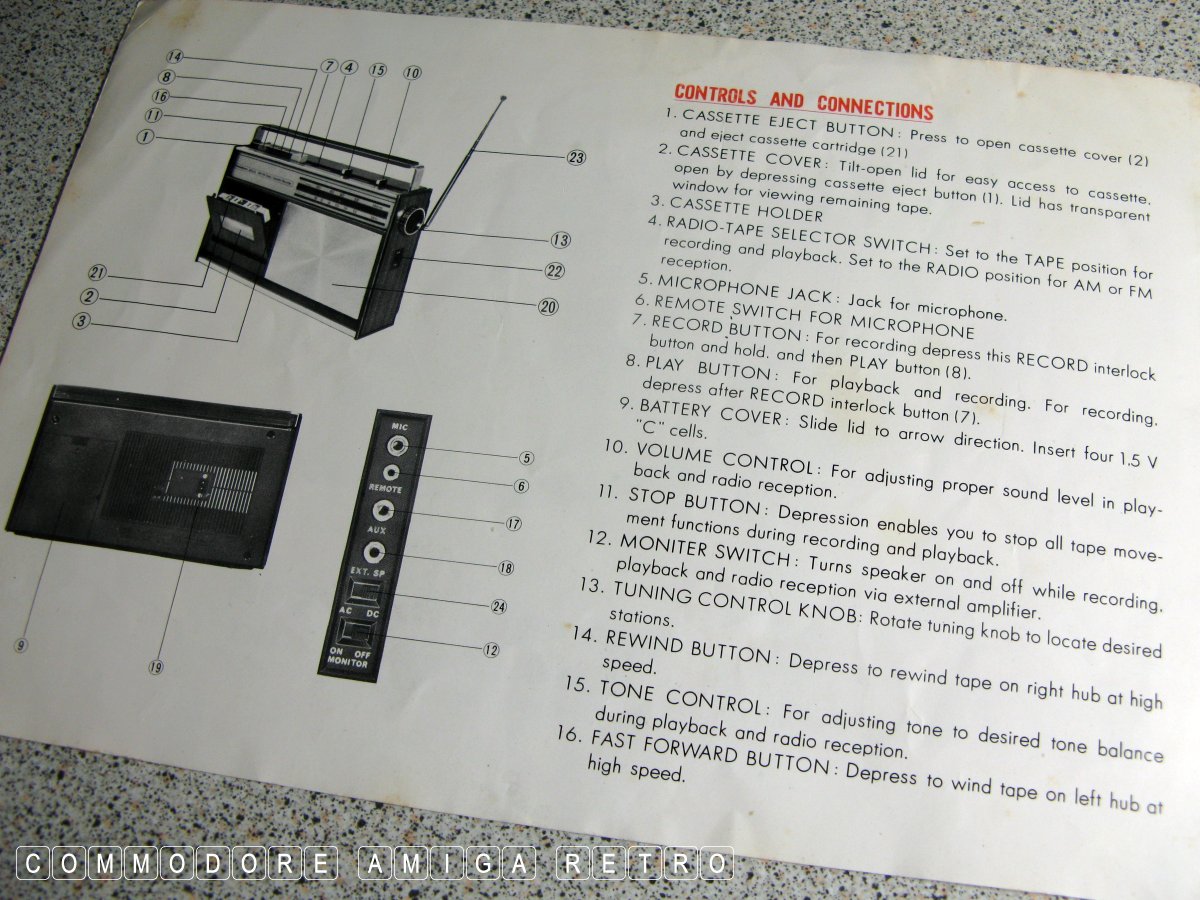 14
7
4
15
10
8
16
11
1
23
13
22
20
21
2
3
MIC
5
6
REMOTE
17
AUX
18
EXT. SP
24
AC DC
12
ON OFF
MONITOR
9
19
CONTROLS AND CONNECTIONS
1. CASSETTE EJECT BUTTON: Press to open cassette cover (2)
and eject cassette cartridge (21)
2. CASSETTE COVER: Tilt-open lid for easy access to cassette.
open by depressing cassette eject button (1). Lid has transparent
window for viewing remaining tape.
3. CASSETTE HOLDER
4. RADIO-TAPE SELECTOR SWITCH: Set to the TAPE position for
recording and playback. Set to the RADIO position for AM or FM
reception.
5. MICROPHONE JACK: Jack for microphone.
6. REMOTE SWITCH FOR MICROPHONE
7. RECORD BUTTON: For recording depress this RECORD interlock
button and hold. and then PLAY button (8).
8. PLAY BUTTON: For playback and recording. For recording.
depress after RECORD interlock button (7).
9. BATTERY COVER: Slide lid to arrow direction. Insert four 1.5 V
"C" cells.
10. VOLUME CONTROL: For adjusting proper sound level in play-
back and radio reception.
11. STOP BUTTON: Depression enables you to stop all tape move-
ment functions during recording and playback.
12. MONITER SWITCH: Turns speaker on and off while recording,
playback and radio reception via external amplifier.
13. TUNING CONTROL KNOB: Rotate tuning knob to locate desired
stations.
14. REWIND BUTTON: Depress to rewind tape on right hub at high
speed.
15. TONE CONTROL: For adjusting tone to desired tone balance
during playback and radio reception.
16. FAST FORWARD BUTTON: Depress to wind tape on left hub at
high speed.
COMMODORE AMIGA RETRO